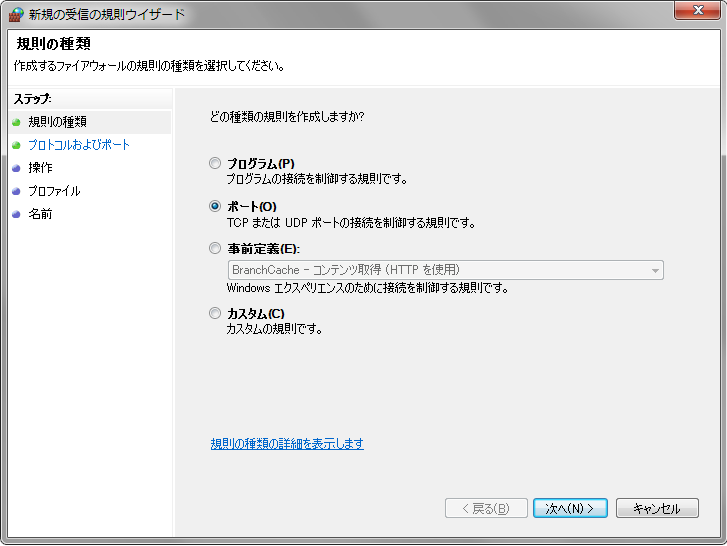 新規の受信の規則ウィザード
規則の種類
作成するファイアウォールの規則の種類を選択してください。
ステップ:
規則の種類
プロトコルおよびポート
操作
プロファイル
名前
どの種類の規則を作成しますか?
プログラム(P)
プログラムの接続を制御する規則です。
ポート(O)
TCP または UDP ポートの接続を制御する規則です。
事前定義(E):
BranchCache - コンテンツ取得 (HTTP を使用)
Windows エクスペリエンスのために接続を制御する規則です。
カスタム(C)
カスタムの規則です。
規則の種類の詳細を表示します
< 戻る(B)
次へ(N) >
キャンセル